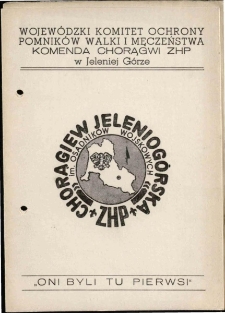 WOJEWÓDZKI KOMITET OCHRONY
POMNIKÓW WALKI I MĘCZEŃSTWA
KOMENDA CHORĄGWI ZHP
w Jeleniej Górze
CHORĄGIEW JELENIOGÓRSKA
im. OSADNIKÓW WOJSKOWYCH
ZHP
„ONI BYLI TU PIERWSI"